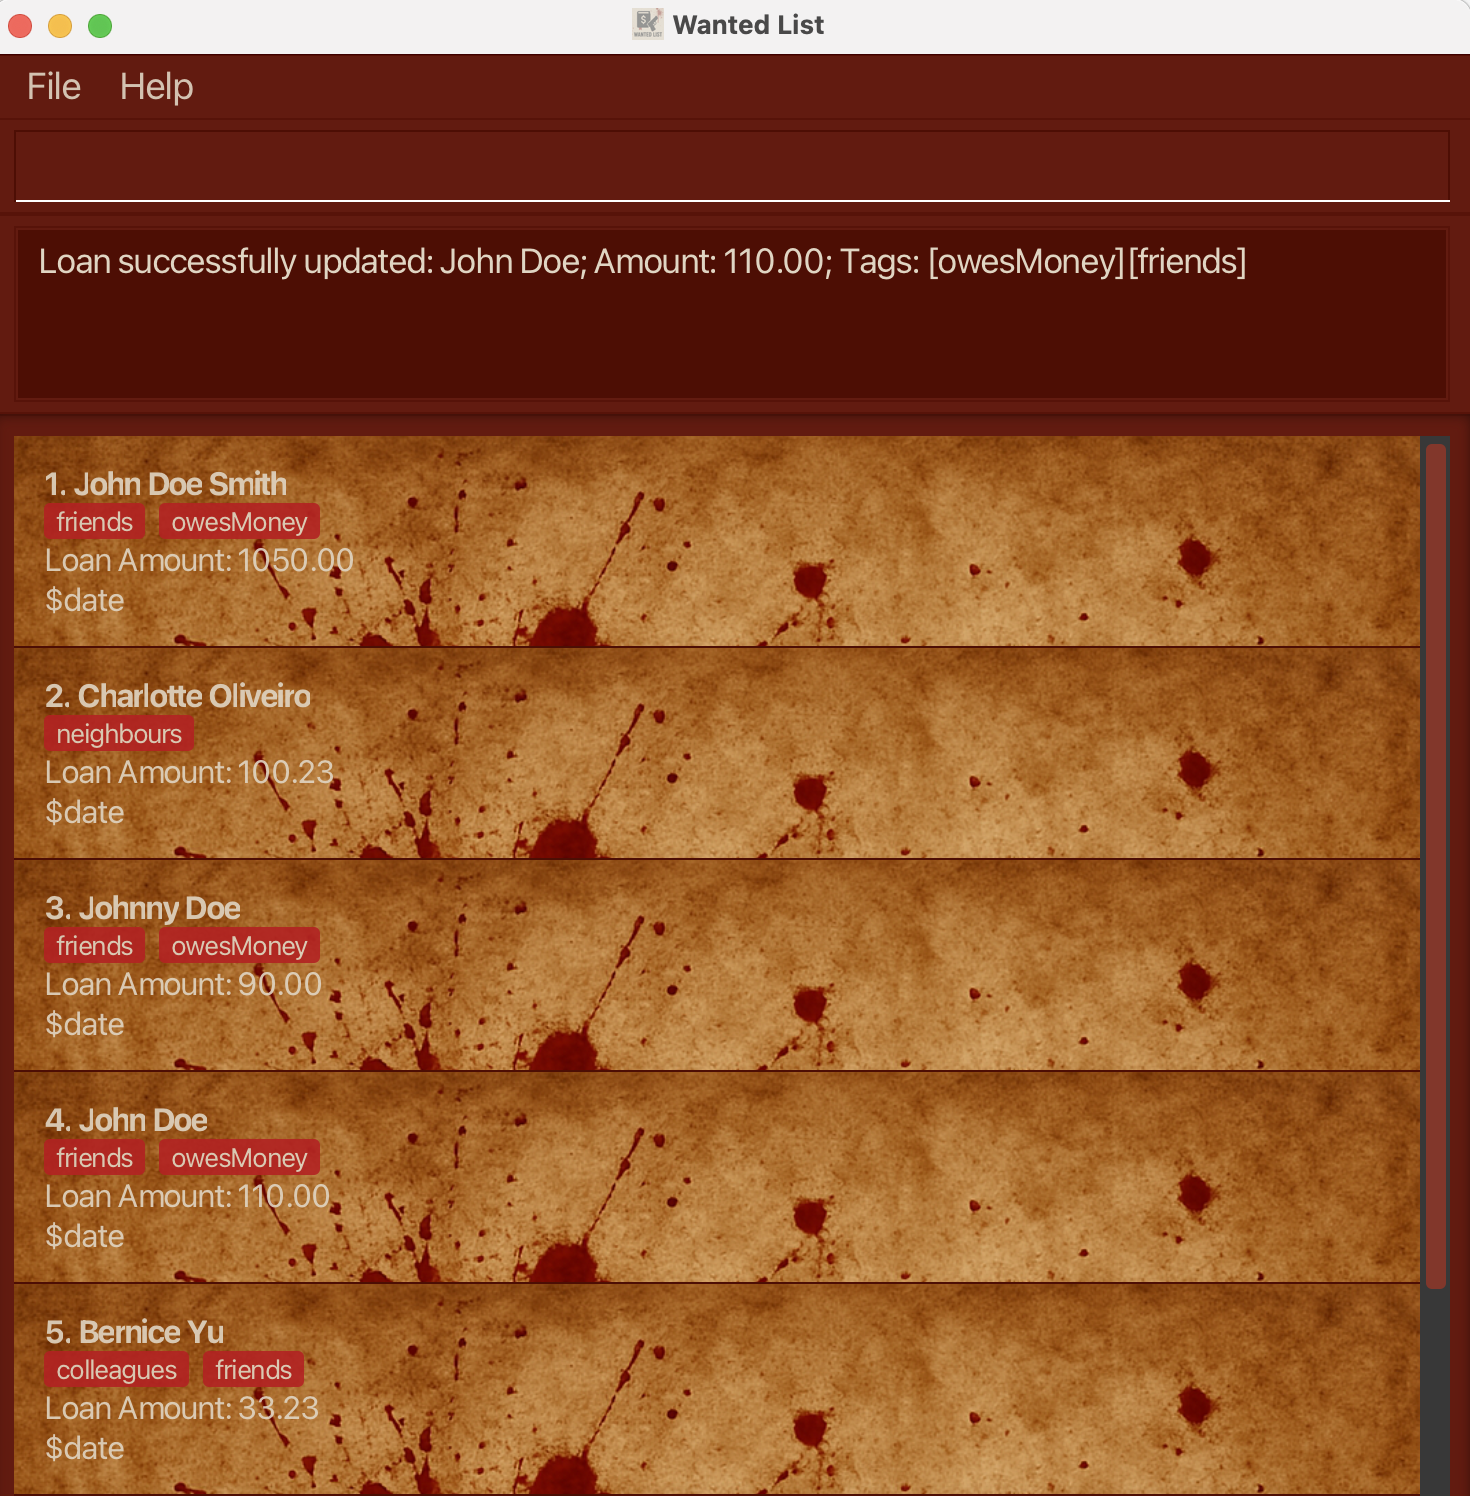 WANTED LIST
Wanted List
File Help
Loan successfully updated: John Doe; Amount: 110.00; Tags: [owesMoney][friends]
1. John Doe Smith
friends owesMoney
Loan Amount: 1050.00
$date
2. Charlotte Oliveiro
neighbours
Loan Amount: 100.23
$date
3. Johnny Doe
friends owesMoney
Loan Amount: 90.00
$date
4. John Doe
friends owesMoney
Loan Amount: 110.00
$date
5. Bernice Yu
colleagues friends
Loan Amount: 33.23
$date